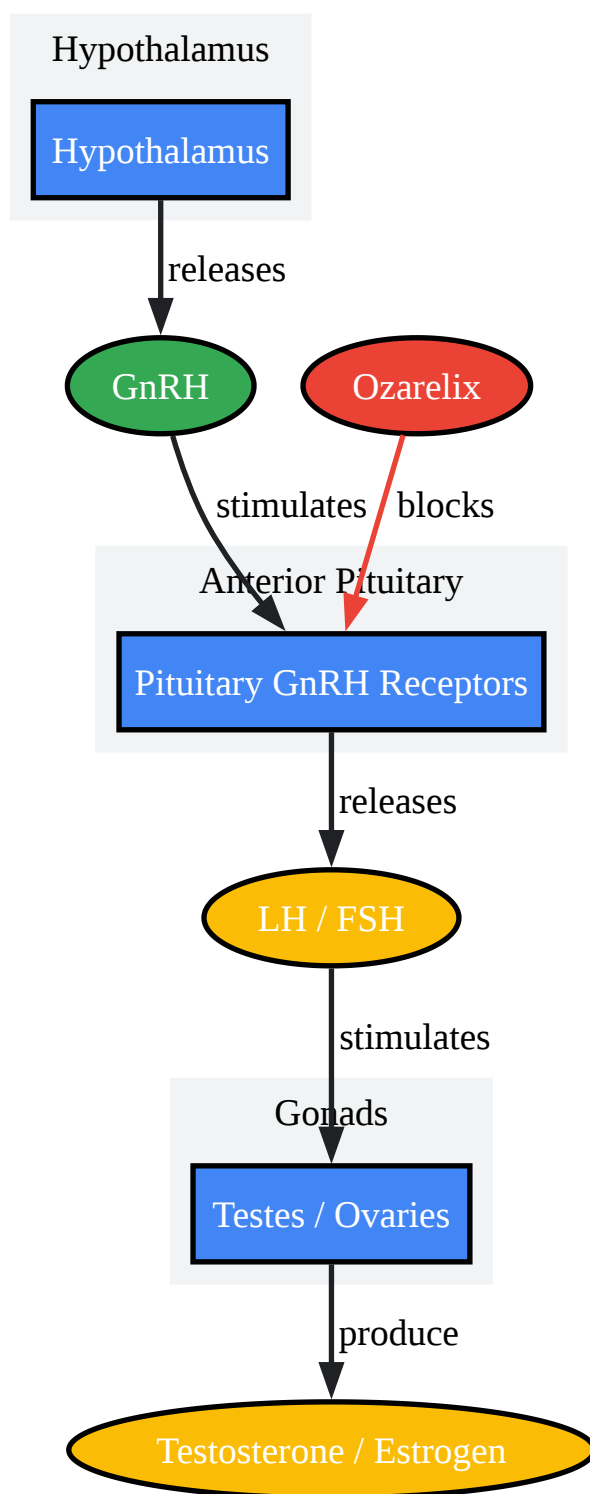 Hypothalamus
Hypothalamus
releases
GnRH
Ozarelix
stimulates
blocks
Anterior Pituitary
Pituitary GnRH Receptors
releases
LH / FSH
stimulates
Gonads
Testes / Ovaries
produce
Testosterone / Estrogen